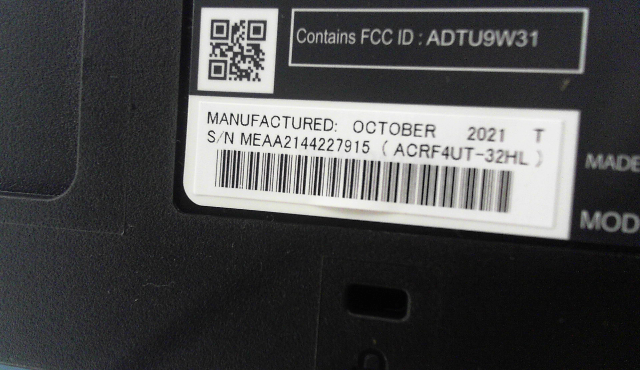 Contains FCC ID : ADTU9W31
MANUFACTURED: OCTOBER 2021 T
S/N MEAA2144227915 ( ACRF4UT-32HL )
MADE
MOD